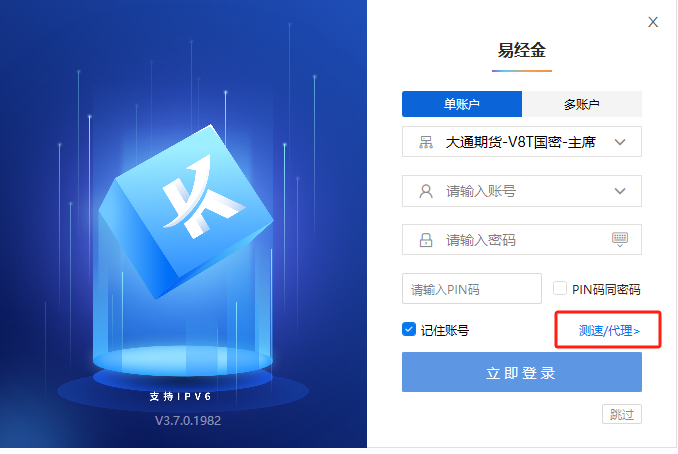 X
易经金
单账户 多账户
大通期货-V8T国密-主席
请输入账号
请输入密码
请输入PIN码 PIN码同密码
记住账号 测速/代理>
立即登录
支持IPV6
V3.7.0.1982
跳过